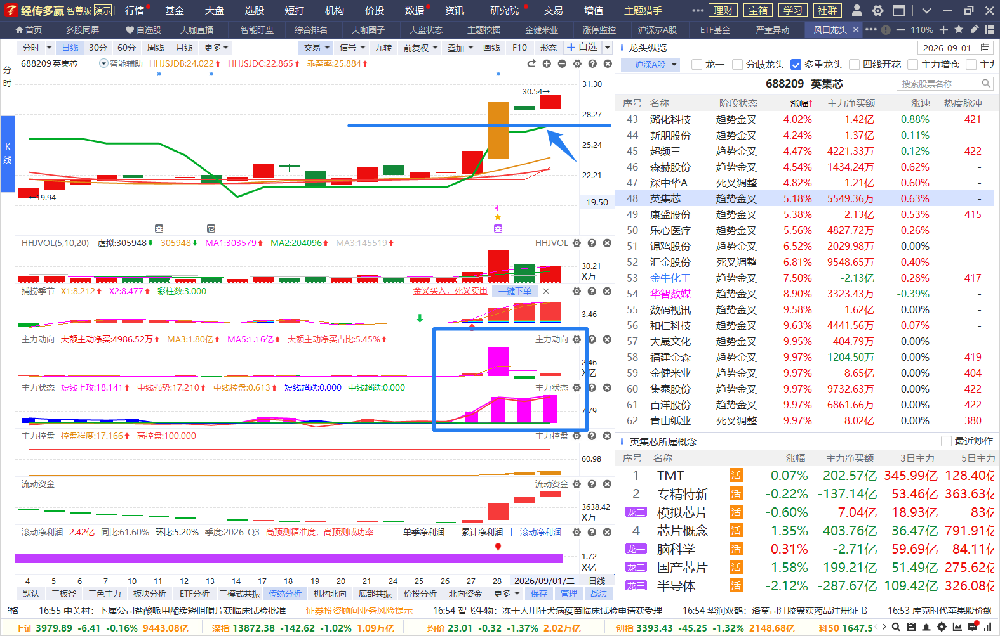 经传多赢 智尊版 演示 行情 基金 大盘 选股 短打 机构 价投 数据 资讯 研究院 交易 增值 主题猎手 理财 宝箱 学习 社群
首页 多股同屏 自选股 大咖直播 智能盯盘 综合排名 大咖圈子 大盘状态 主题挖掘 金健米业 涨停监控 沪深京A股 ETF基金 严重异动 风口龙头 110%
分时 日线 30分 60分 周线 月线 更多 交易 信号 九转 前复权 叠加 画线 F10 形态 自选
分时
K线
688209 英集芯 智能辅助 HHJSJDB:24.022 HHJSJDC:22.865 乖离率:25.884
31.30
30.54
28.27
25.24
22.21
19.94
19.50
HHJVOL(5,10,20) 虚拟:305948 305948 MA1:303579 MA2:204096 MA3:145519 HHJVOL
30.21
X万
捕捞季节 X1:8.212 X2:8.477 彩柱数:3.000 金叉买入，死叉卖出 一键下单
3.46
主力动向 大额主动净买:4986.52万 MA3:1.80亿 MA5:1.16亿 大额主动净买占比:5.45% 主力动向
2.46
X亿
主力状态 短线上攻:18.141 中线强势:17.210 中线控盘:0.613 短线超跌:0.000 中线超跌:0.000 主力状态
7.79
主力控盘 控盘程度:17.166 高控盘:100.000 主力控盘
60.98
流动资金 流动资金
3638.42
X万
滚动净利润 2.42亿 同比:61.60% 环比:5.20% 季度:2026-Q3 高预测精准度，高预测成功率 单季净利润 累计净利润 滚动净利润
1.72
X亿
4 5 6 7 10 11 12 13 14 17 18 19 20 21 24 25 26 27 28 2026/09/01/二 日线
默认 三板斧 三色主力 板块分析 ETF分析 三模式共振 传统分析 机构北向 底部共振 价投分析 北向资金 更多 保存 管理 战法
龙头纵览 2026-09-01
沪深A股 龙一 分歧龙头 多重龙头 四线开花 主力增仓 主力
688209 英集芯 搜索股票名称
序号 名称 阶段状态 涨幅↑ 主力净买额 涨速 热度脉冲
43 潞化科技 趋势金叉 4.02% 1.42亿 -0.88% 421
44 新朋股份 趋势金叉 4.24% 1.37亿 -0.11% -
45 超频三 趋势金叉 4.47% 4221.33万 -0.12% 422
46 森赫股份 趋势金叉 4.54% 1434.24万 0.62% -
47 深中华A 死叉调整 4.82% 1.21亿 0.60% -
48 英集芯 趋势金叉 5.18% 5549.36万 0.63% -
49 康盛股份 趋势金叉 5.38% 2.13亿 0.53% 415
50 乐心医疗 趋势金叉 5.56% 4827.72万 0.26% -
51 锦鸡股份 趋势金叉 6.52% 2029.98万 0.00% -
52 汇金股份 死叉调整 6.81% 9548.65万 0.40% -
53 金牛化工 趋势金叉 7.50% -2.13亿 0.28% 417
54 华智数媒 趋势金叉 8.90% 3323.43万 -0.39% -
55 数码视讯 趋势金叉 9.58% 1.62亿 0.00% -
56 和仁科技 趋势金叉 9.63% 4441.56万 0.07% -
57 大晟文化 趋势金叉 9.95% 404.79万 0.00% -
58 福建金森 趋势金叉 9.97% -1204.50万 0.00% 419
59 金健米业 趋势金叉 9.97% 8.65亿 0.00% 404
60 集泰股份 趋势金叉 9.97% 9732.63万 0.00% 422
61 百洋股份 趋势金叉 9.97% 6861.66万 0.00% 422
62 青山纸业 死叉调整 9.97% 8.02亿 0.00% 380
英集芯所属概念 最近炒作
序号 名称 涨幅 主力净买额 3日主力 5日主力
1 TMT 活 -0.07% -202.57亿 345.99亿 128.40亿
2 专精特新 活 -0.22% -137.14亿 53.46亿 363.63亿
龙二 模拟芯片 活 -0.60% 7.04亿 18.93亿 83亿
4 芯片概念 活 -1.35% -403.76亿 -36.47亿 791.91亿
龙一 脑科学 活 0.31% -2.71亿 59.69亿 84.11亿
龙二 国产芯片 活 -1.58% -199.21亿 -51.49亿 275.62亿
龙三 半导体 活 -2.12% -287.67亿 109.42亿 326.08亿
16:55 中关村：下属公司盐酸哌甲酯缓释咀嚼片获临床试验批准 证券投资顾问业务风险提示 16:54 智飞生物：冻干人用狂犬病疫苗临床试验申请获受理 16:54 华润双鹤：洛莫司汀胶囊获药品注册证书 16:53 库克时代苹果股价飙
上证 3979.89 -6.41 -0.16% 9443.08亿 深指 13872.38 -142.62 -1.02% 1.09万亿 均价 23.01 -0.32 -1.37% 2.02万亿 创指 3393.43 -45.25 -1.32% 2148.68亿 科50 1647.5